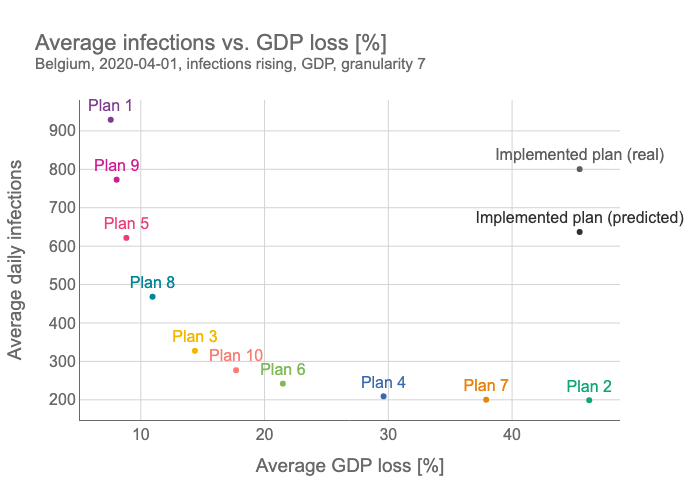 Average infections vs. GDP loss [%]
Belgium, 2020-04-01, infections rising, GDP, granularity 7
Plan 1
900
Implemented plan (real)
Plan 9
800
700
Implemented plan (predicted)
Plan 5
600
Plan 8
500
400
Plan 3
Plan 10
300
Plan 6
Plan 4
Plan 7
Plan 2
200
10
20
30
40
Average daily infections
Average GDP loss [%]